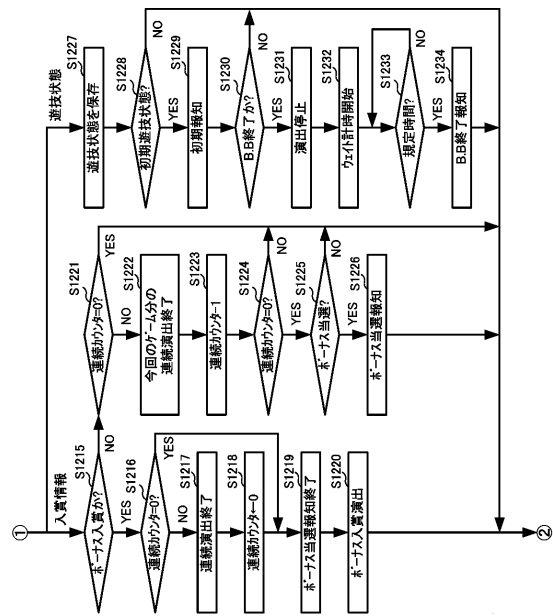 ①
入賞情報
S1215
ボーナス入賞か?
NO
YES
S1216
連続カウンタ=0?
YES
NO
S1217
連続演出終了
S1218
連続カウンタ←0
S1219
ボーナス当選報知終了
S1220
ボーナス入賞演出
S1221
連続カウンタ=0?
YES
NO
S1222
今回のゲーム分の
連続演出終了
S1223
連続カウンタ-1
S1224
連続カウンタ=0?
NO
YES
S1225
ボーナス当選?
NO
YES
S1226
ボーナス当選報知
遊技状態
S1227
遊技状態を保存
S1228
初期遊技状態?
NO
YES
S1229
初期報知
S1230
B.B終了か?
NO
YES
S1231
演出停止
S1232
ウェイト計時開始
S1233
規定時間?
NO
YES
S1234
B.B終了報知
②